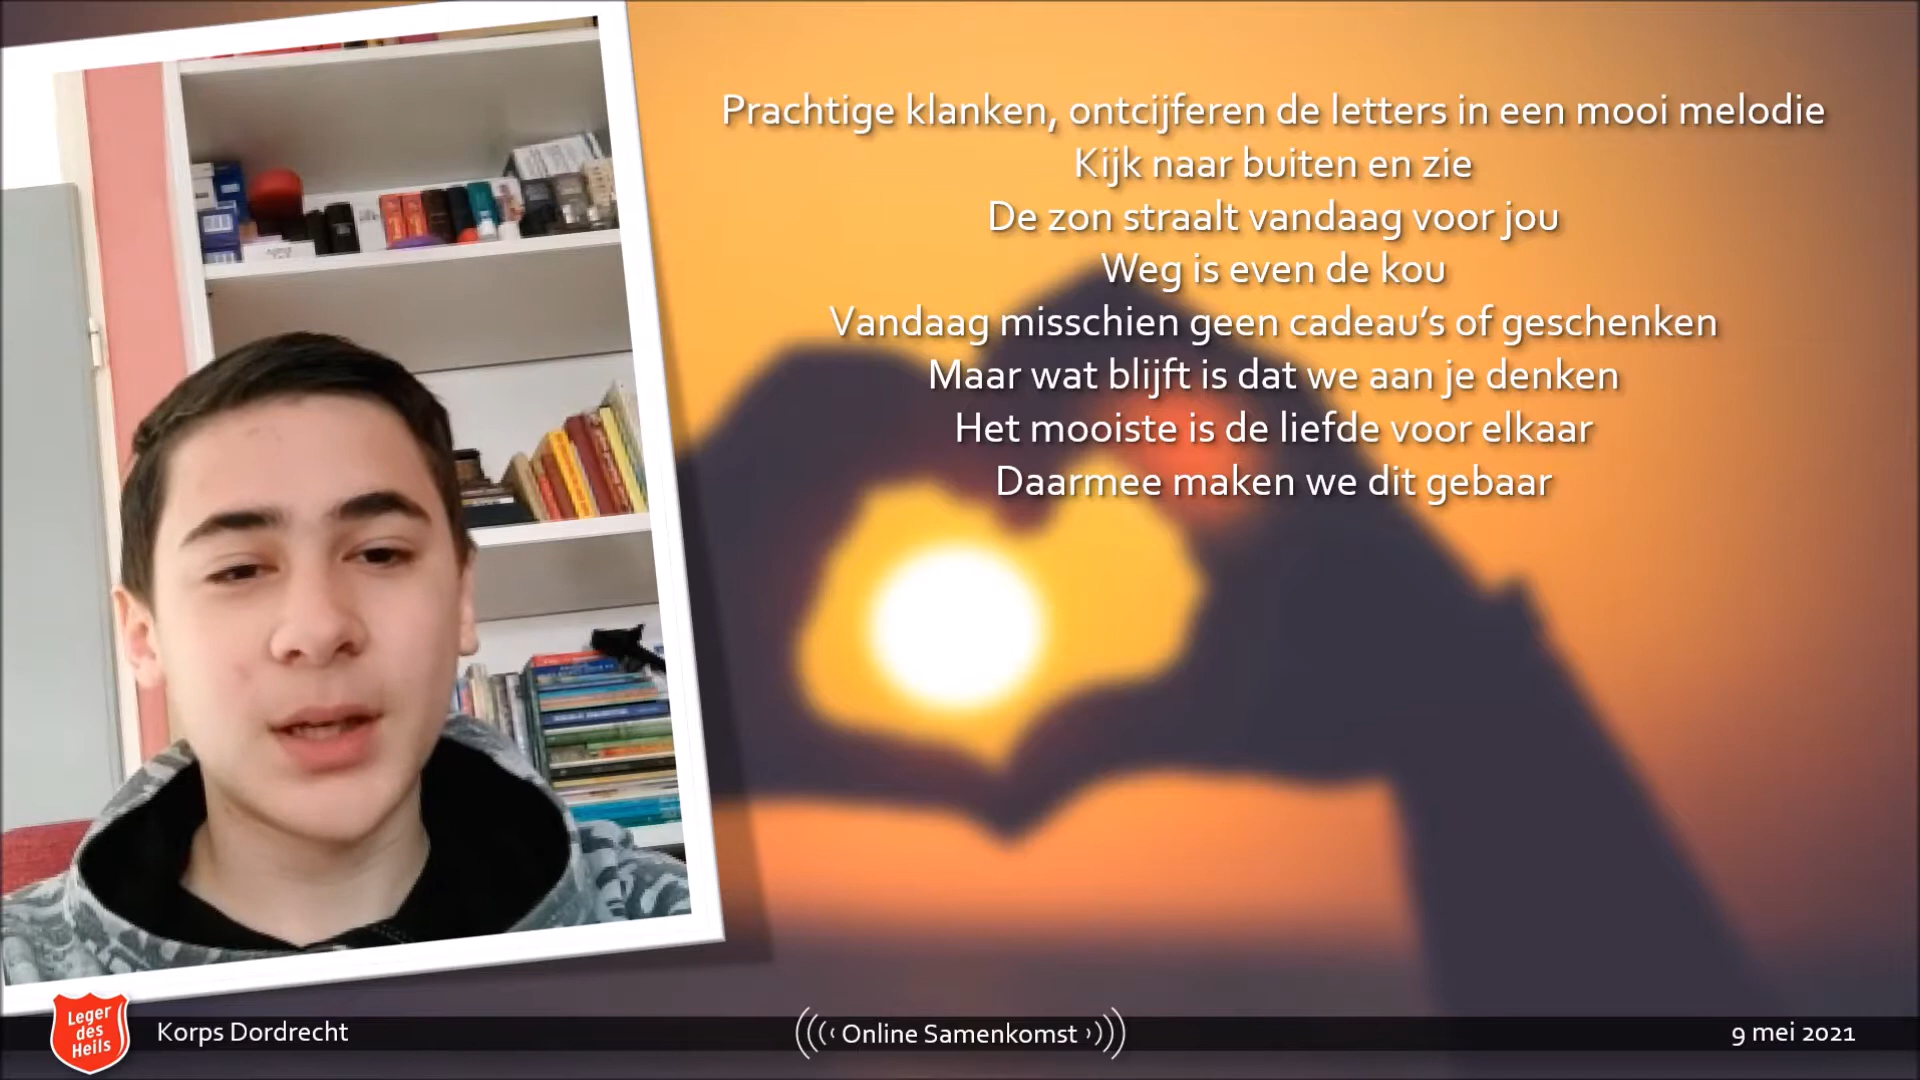 Prachtige klanken, ontcijferen de letters in een mooi melodie
Kijk naar buiten en zie
De zon straalt vandaag voor jou
Weg is even de kou
Vandaag misschien geen cadeau’s of geschenken
Maar wat blijft is dat we aan je denken
Het mooiste is de liefde voor elkaar
Daarmee maken we dit gebaar
Leger
des
Heils
Korps Dordrecht
Online Samenkomst
9 mei 2021